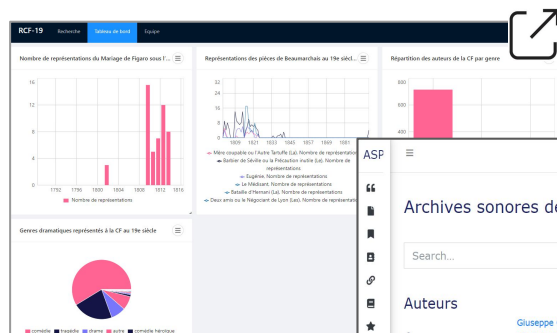 RCF-19 Recherche Tableau de bord Equipe
Nombre de représentations du Mariage de Figaro sous l'...
16
12
8
4
0
1792 1796 1800 1804 1808 1812 1816
Nombre de représentations
Représentations des pièces de Beaumarchais au 19e siècl...
32
24
16
8
0
1809 1821 1833 1845 1857 1869 1881
Mère coupable ou l'Autre Tartuffe (La), Nombre de représentation
Barbier de Séville ou la Précaution inutile (Le), Nombre de
représentations
Eugénie, Nombre de représentations
Le Médisant, Nombre de représentations
Bataille d'Hernani (La), Nombre de représentations
Deux amis ou le Négociant de Lyon (Les), Nombre de représentatio
Répartition des auteurs de la CF par genre
800
600
400
Genres dramatiques représentés à la CF au 19e siècle
comédie tragédie drame autre comédie héroïque
ASP
Archives sonores de
Search...
Auteurs
Giuseppe